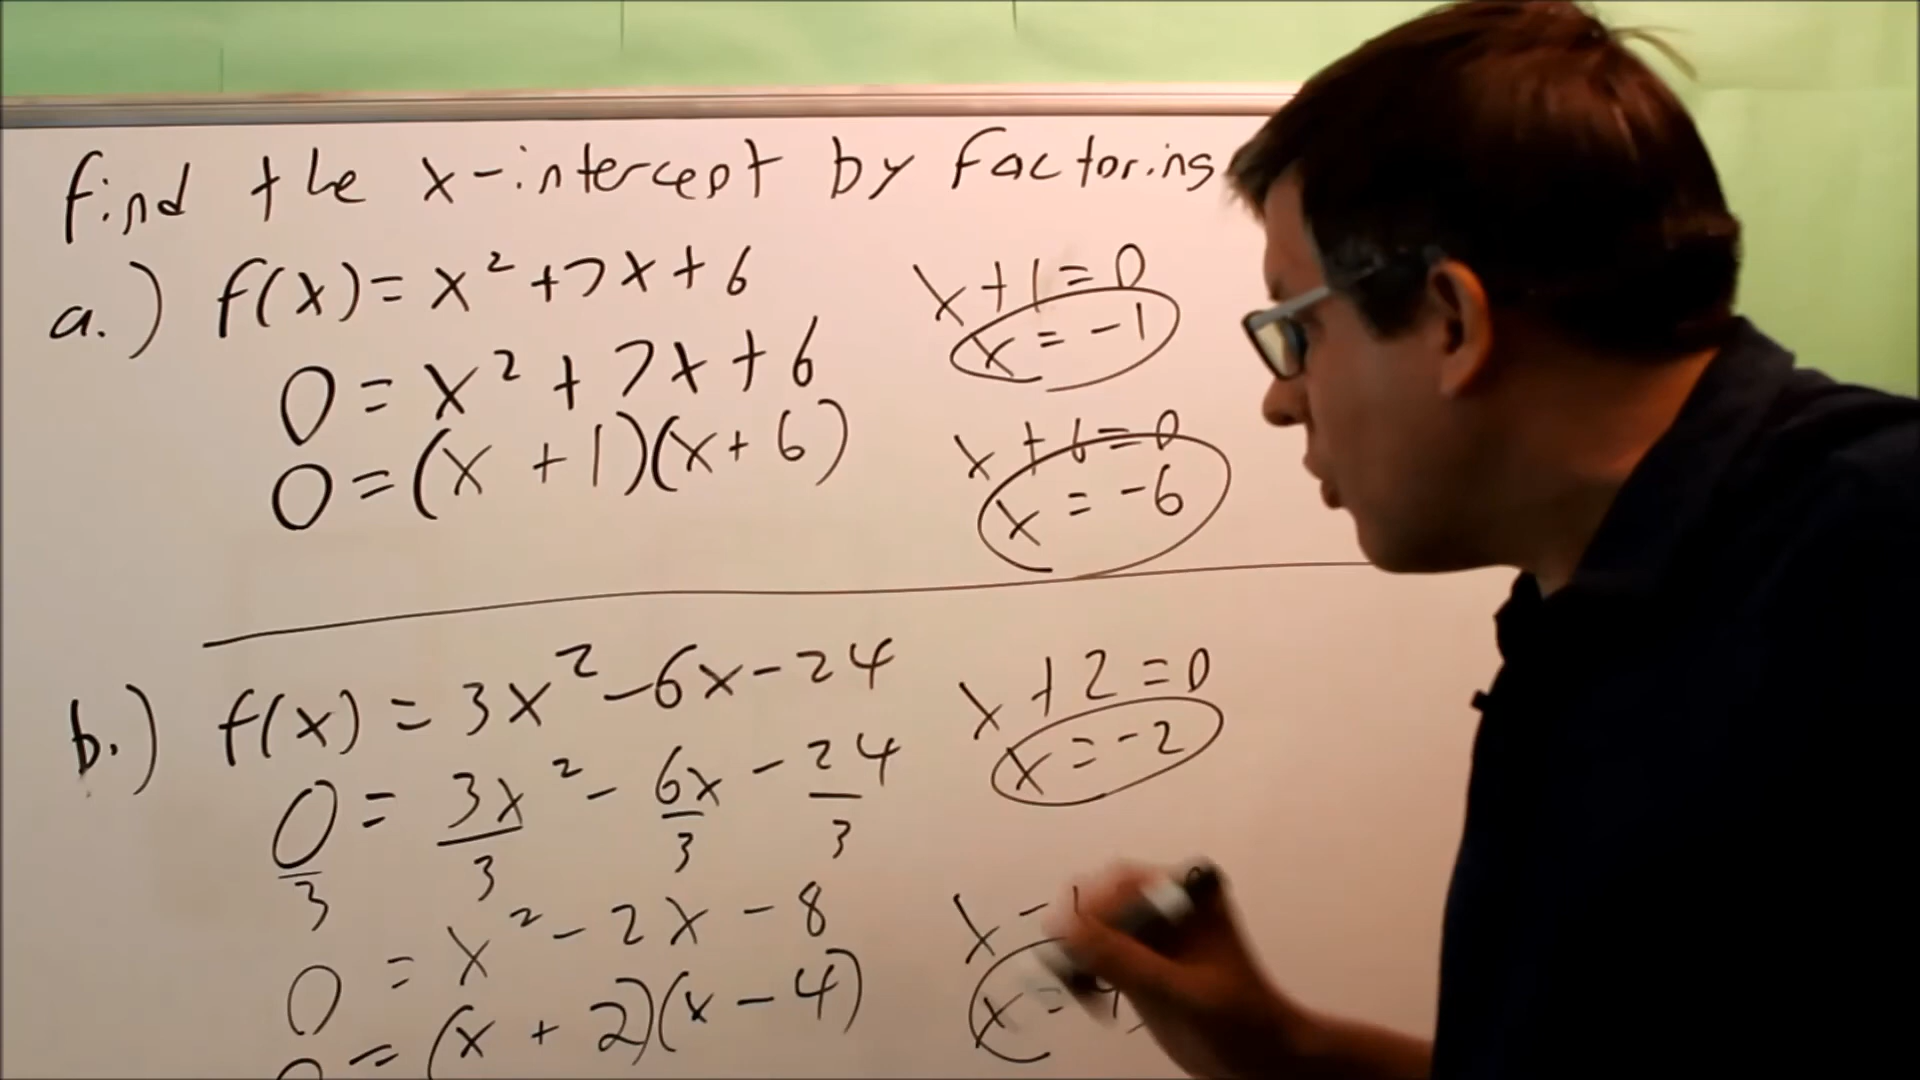 find the x-intercept by factoring
a.) f(x) = x² + 7x + 6
0 = x² + 7x + 6
0 = (x + 1)(x + 6)
x + 1 = 0
x = -1
x + 6 = 0
x = -6
b.) f(x) = 3x² - 6x - 24
0/3 = 3x²/3 - 6x/3 - 24/3
0 = x² - 2x - 8
0 = (x + 2)(x - 4)
x + 2 = 0
x = -2
x -
x = 4